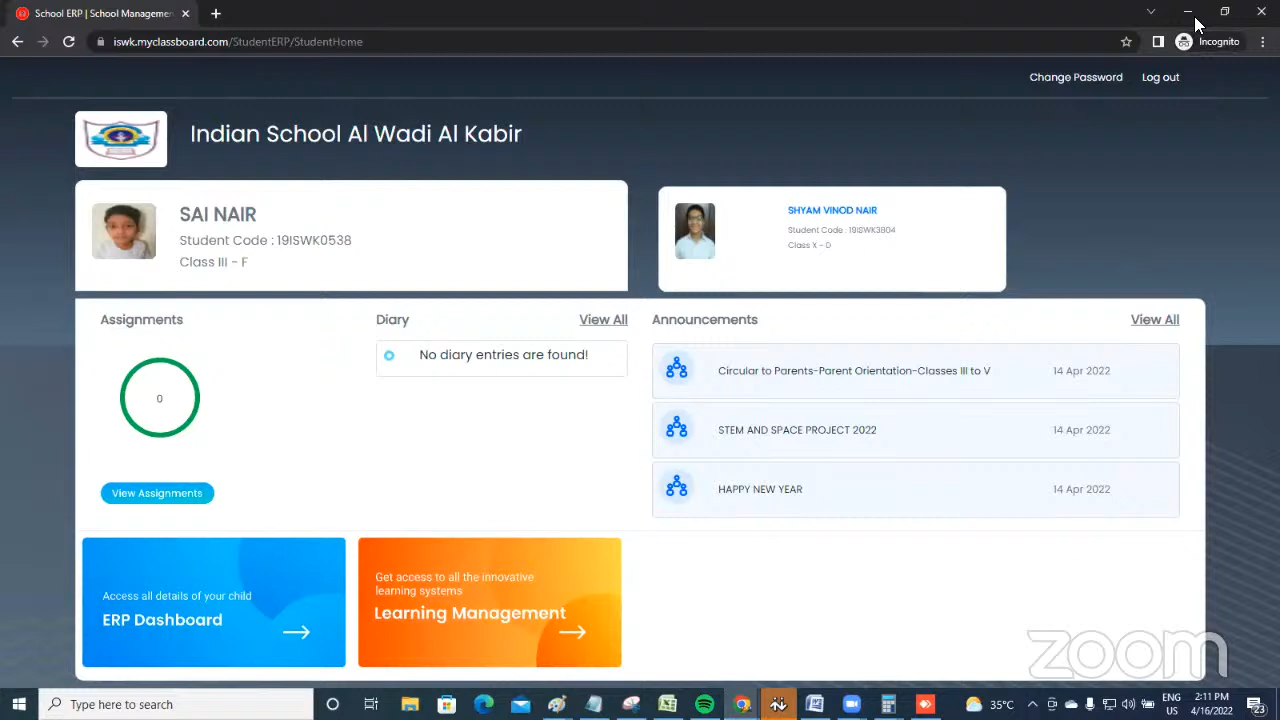 School ERP | School Managemen
iswk.myclassboard.com/StudentERP/StudentHome
Incognito
Change Password
Log out
Indian School Al Wadi Al Kabir
SAI NAIR
Student Code : 19ISWK0538
Class III - F
SHYAM VINOD NAIR
Student Code : 19ISWK3804
Class X - D
Assignments
0
View Assignments
Diary
View All
No diary entries are found!
Announcements
View All
Circular to Parents-Parent Orientation-Classes III to V
14 Apr 2022
STEM AND SPACE PROJECT 2022
14 Apr 2022
HAPPY NEW YEAR
14 Apr 2022
Access all details of your child
ERP Dashboard
Get access to all the innovative
learning systems
Learning Management
zoom
Type here to search
35°C
ENG
US
2:11 PM
4/16/2022
23